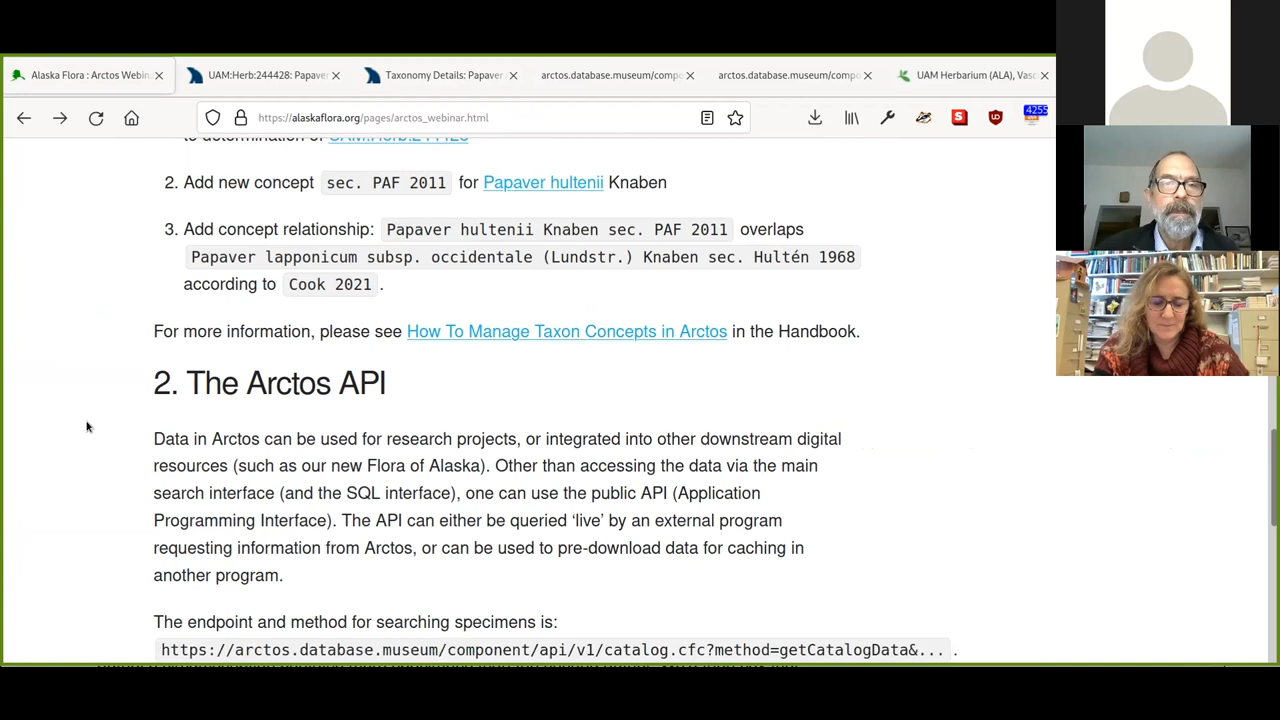 Alaska Flora : Arctos Webin
UAM:Herb:244428: Papave
Taxonomy Details: Papaver
arctos.database.museum/compo
arctos.database.museum/compo
UAM Herbarium (ALA), Vasc
https://alaskaflora.org/pages/arctos_webinar.html
4255
to determination of UAM:Herb:244428
2. Add new concept sec. PAF 2011 for Papaver hultenii Knaben
3. Add concept relationship: Papaver hultenii Knaben sec. PAF 2011 overlaps
Papaver lapponicum subsp. occidentale (Lundstr.) Knaben sec. Hultén 1968
according to Cook 2021.
For more information, please see How To Manage Taxon Concepts in Arctos in the Handbook.
2. The Arctos API
Data in Arctos can be used for research projects, or integrated into other downstream digital
resources (such as our new Flora of Alaska). Other than accessing the data via the main
search interface (and the SQL interface), one can use the public API (Application
Programming Interface). The API can either be queried ‘live’ by an external program
requesting information from Arctos, or can be used to pre-download data for caching in
another program.
The endpoint and method for searching specimens is:
https://arctos.database.museum/component/api/v1/catalog.cfc?method=getCatalogData&... .